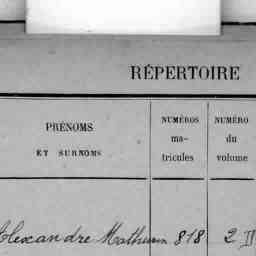 RÉPERTOIRE
PRÉNOMS
ET SURNOMS
NUMÉROS
ma-
tricules
NUMÉRO
du
volume
Alexandre Mathurin 818 2 II